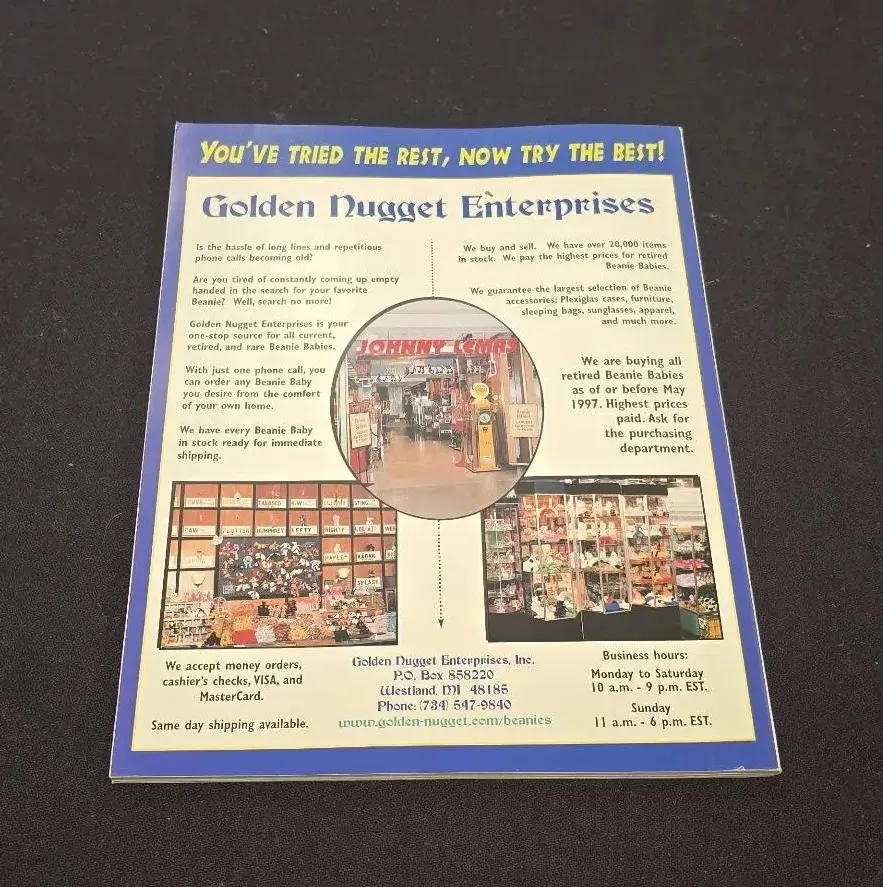 YOU'VE TRIED THE REST, NOW TRY THE BEST!
Golden Nugget Enterprises
Is the hassle of long lines and repetitious
phone calls becoming old?
Are you tired of constantly coming up empty
handed in the search for your favorite
Beanie? Well, search no more!
Golden Nugget Enterprises is your
one-stop source for all current,
retired, and rare Beanie Babies.
With just one phone call, you
can order any Beanie Baby
you desire from the comfort
of your own home.
We have every Beanie Baby
in stock ready for immediate
shipping.
We buy and sell. We have over 20,000 items
in stock. We pay the highest prices for retired
Beanie Babies.
We guarantee the largest selection of Beanie
accessories: Plexiglas cases, furniture,
sleeping bags, sunglasses, apparel,
and much more.
We are buying all
retired Beanie Babies
as of or before May
1997. Highest prices
paid. Ask for
the purchasing
department.
JOHNNY LEMAS
TABASCO
CAW FLUTTER HUMPHREY LEFTY RIGHTY
SPLASH
We accept money orders,
cashier's checks, VISA, and
MasterCard.
Same day shipping available.
Golden Nugget Enterprises, Inc.
P.O. Box 858220
Westland, MI 48185
Phone: (734) 547-9840
www.golden-nugget.com/beanies
Business hours:
Monday to Saturday
10 a.m. - 9 p.m. EST.
Sunday
11 a.m. - 6 p.m. EST.